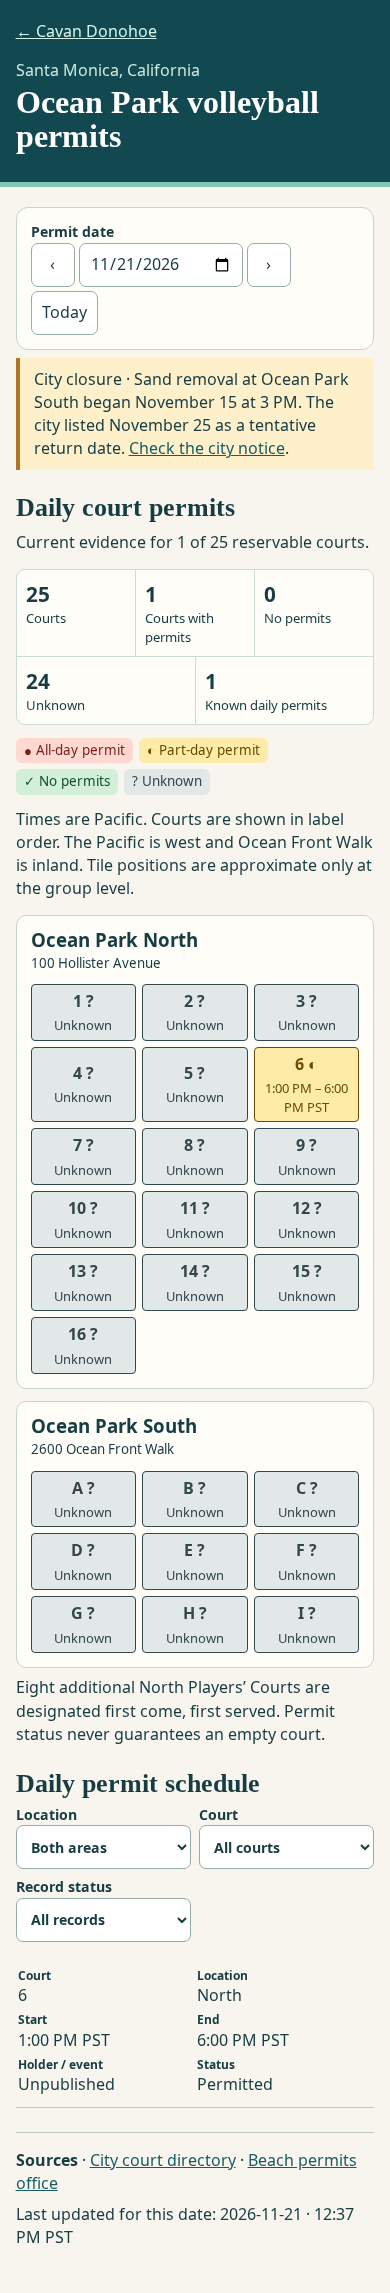 ← Cavan Donohoe
Santa Monica, California
Ocean Park volleyball
permits
Permit date
‹ 11/21/2026 ›
Today
City closure · Sand removal at Ocean Park
South began November 15 at 3 PM. The
city listed November 25 as a tentative
return date. Check the city notice.
Daily court permits
Current evidence for 1 of 25 reservable courts.
25 1 0
Courts Courts with No permits
permits
24 1
Unknown Known daily permits
● All-day permit ◖ Part-day permit
✓ No permits ? Unknown
Times are Pacific. Courts are shown in label
order. The Pacific is west and Ocean Front Walk
is inland. Tile positions are approximate only at
the group level.
Ocean Park North
100 Hollister Avenue
1 ? 2 ? 3 ?
Unknown Unknown Unknown
4 ? 5 ? 6 ◖
Unknown Unknown 1:00 PM – 6:00
PM PST
7 ? 8 ? 9 ?
Unknown Unknown Unknown
10 ? 11 ? 12 ?
Unknown Unknown Unknown
13 ? 14 ? 15 ?
Unknown Unknown Unknown
16 ?
Unknown
Ocean Park South
2600 Ocean Front Walk
A ? B ? C ?
Unknown Unknown Unknown
D ? E ? F ?
Unknown Unknown Unknown
G ? H ? I ?
Unknown Unknown Unknown
Eight additional North Players’ Courts are
designated first come, first served. Permit
status never guarantees an empty court.
Daily permit schedule
Location Court
Both areas All courts
Record status
All records
Court Location
6 North
Start End
1:00 PM PST 6:00 PM PST
Holder / event Status
Unpublished Permitted
Sources · City court directory · Beach permits
office
Last updated for this date: 2026-11-21 · 12:37
PM PST